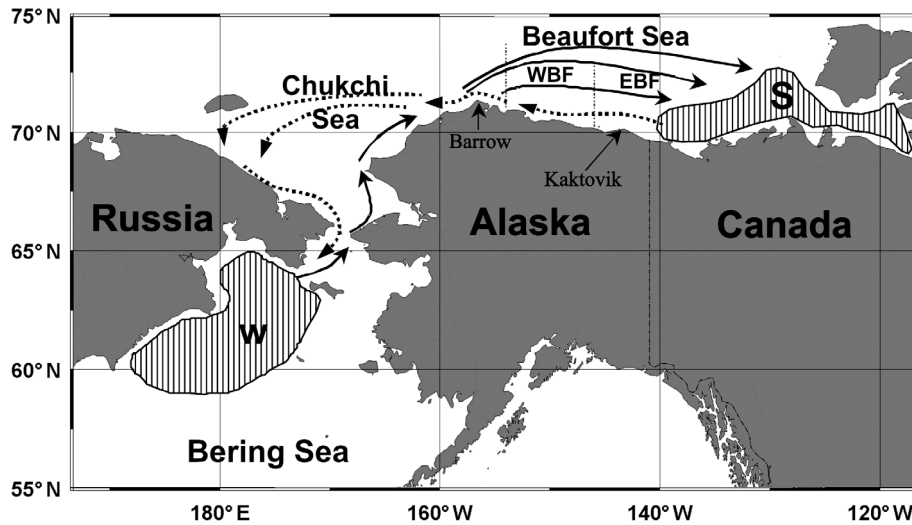 75° N
Beaufort Sea
Chukchi
Sea
WBF
EBF
S
70° N
Barrow
Kaktovik
Russia
Alaska
Canada
65° N
W
60° N
Bering Sea
55° N
180° E
160° W
140° W
120° W